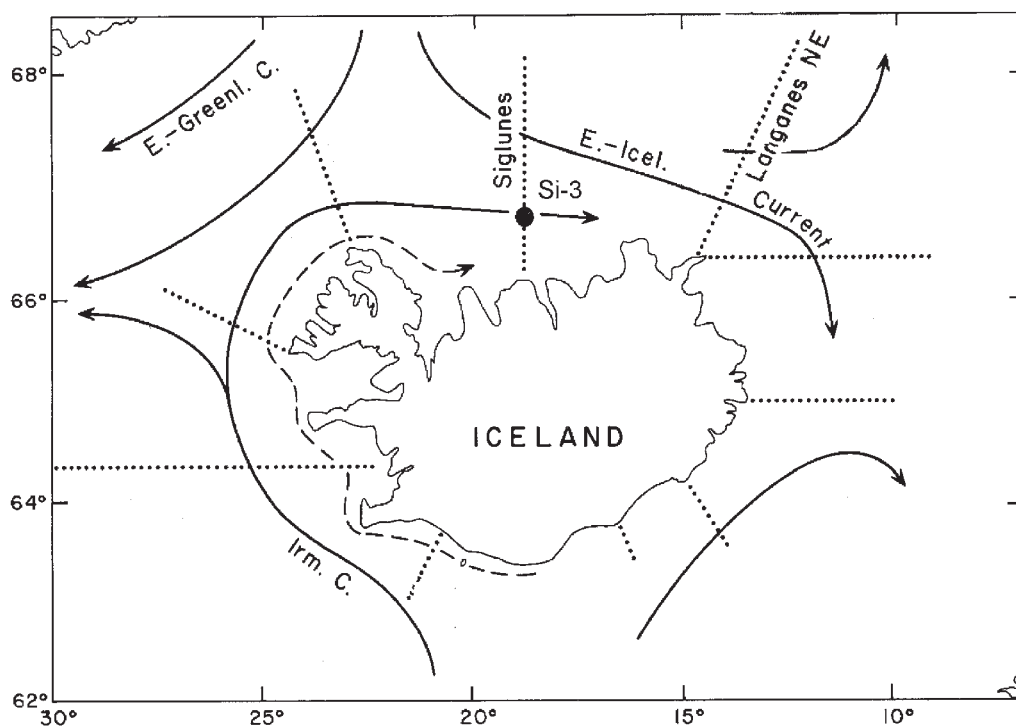 68°
66°
64°
62°
30°
25°
20°
15°
10°
E.-Greenl. C.
Siglunes
Si-3
E.-Icel.
Current
Langanes NE
ICELAND
Irm. C.